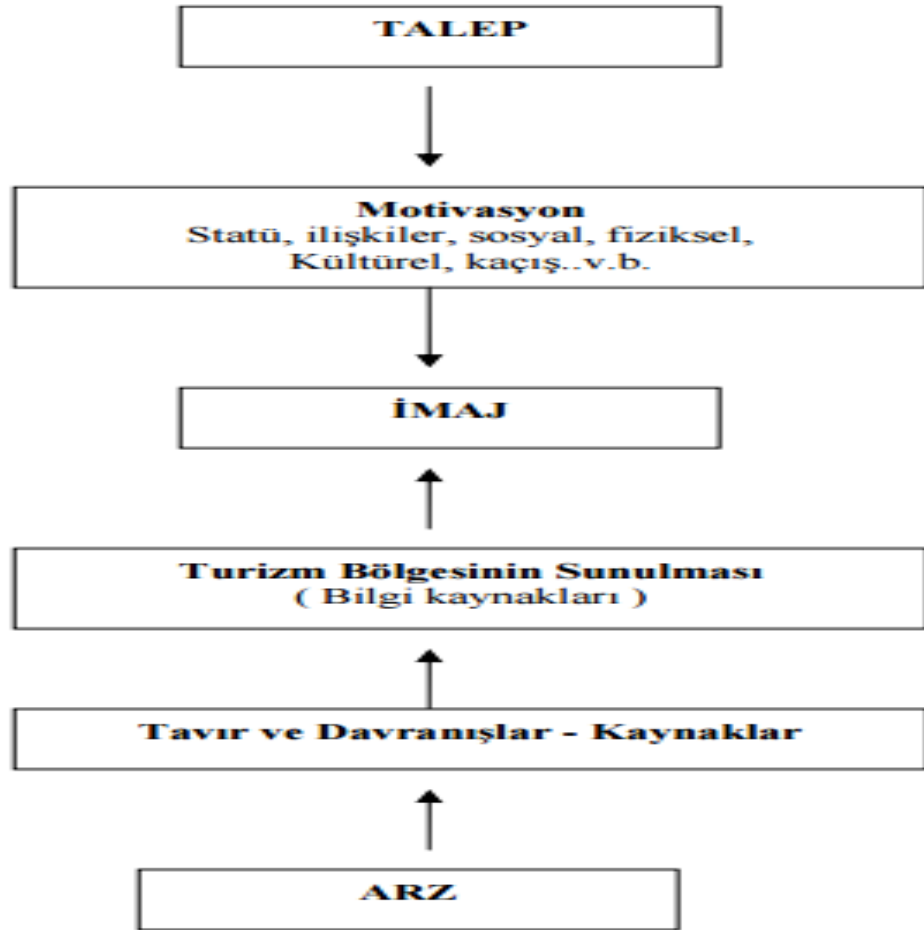 TALEP
Motivasyon
Statü, ilişkiler, sosyal, fiziksel,
Kültürel, kaçış..v.b.
İMAJ
Turizm Bölgesinin Sunulması
( Bilgi kaynakları )
Tavır ve Davranışlar - Kaynaklar
ARZ